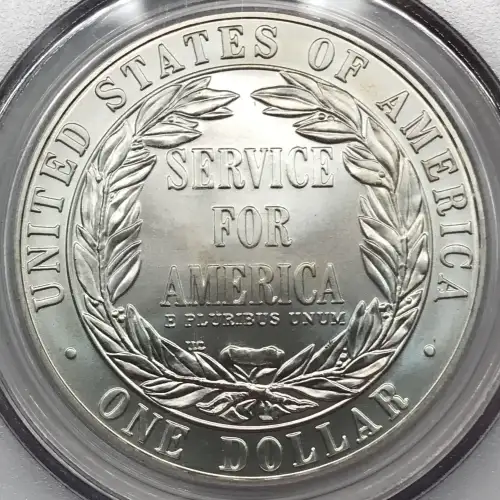 UNITED STATES OF AMERICA
SERVICE
FOR
AMERICA
E PLURIBUS UNUM
· ONE DOLLAR ·